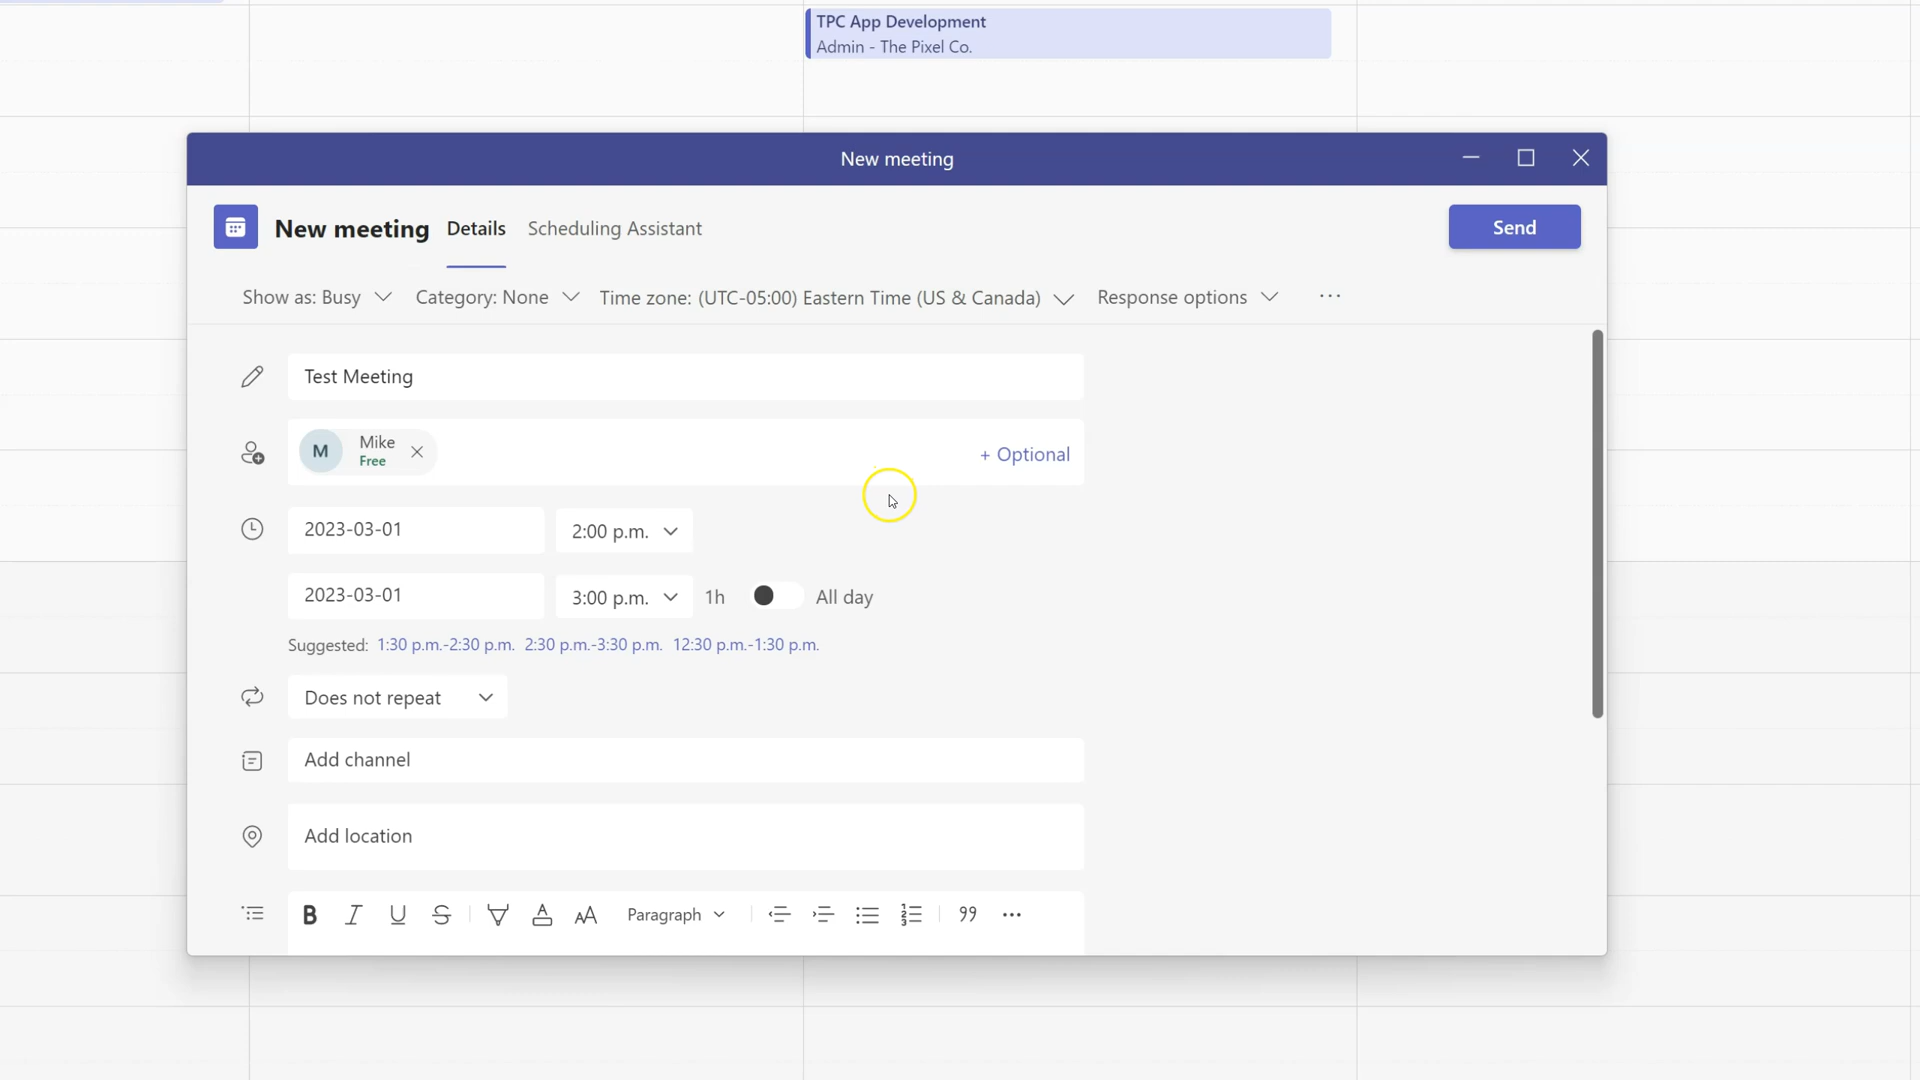 TPC App Development
Admin - The Pixel Co.
New meeting
New meeting Details Scheduling Assistant Send
Show as: Busy Category: None Time zone: (UTC-05:00) Eastern Time (US & Canada) Response options ...
Test Meeting
M Mike + Optional
Free
2023-03-01 2:00 p.m.
2023-03-01 3:00 p.m. 1h All day
Suggested: 1:30 p.m.-2:30 p.m. 2:30 p.m.-3:30 p.m. 12:30 p.m.-1:30 p.m.
Does not repeat
Add channel
Add location
B I U S A AA Paragraph 99 ...